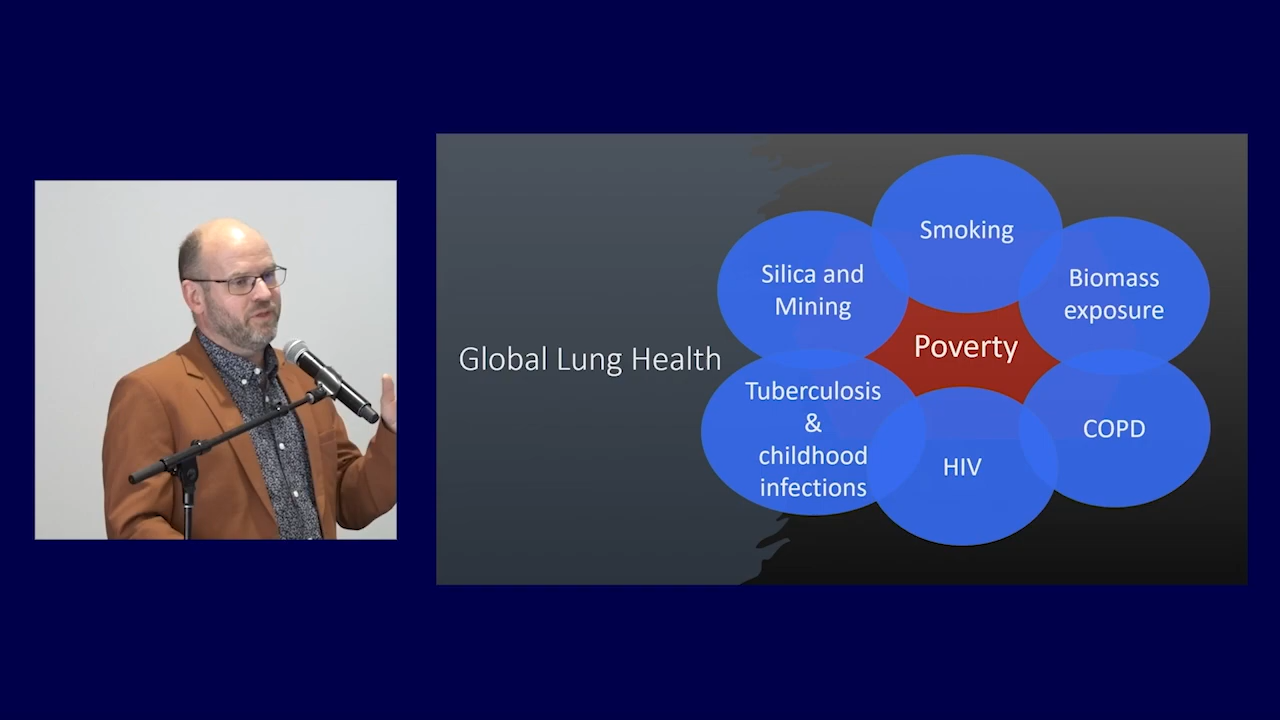 Global Lung Health
Smoking
Silica and
Mining
Biomass
exposure
Poverty
Tuberculosis
&
childhood
infections
HIV
COPD